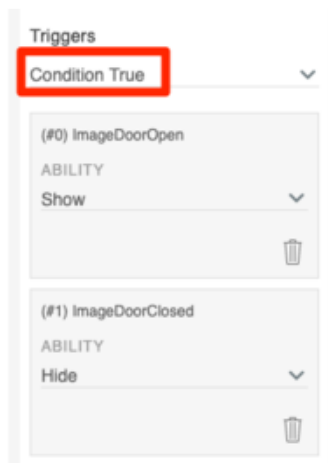 Triggers
Condition True
(#0) ImageDoorOpen
ABILITY
Show
(#1) ImageDoorClosed
ABILITY
Hide